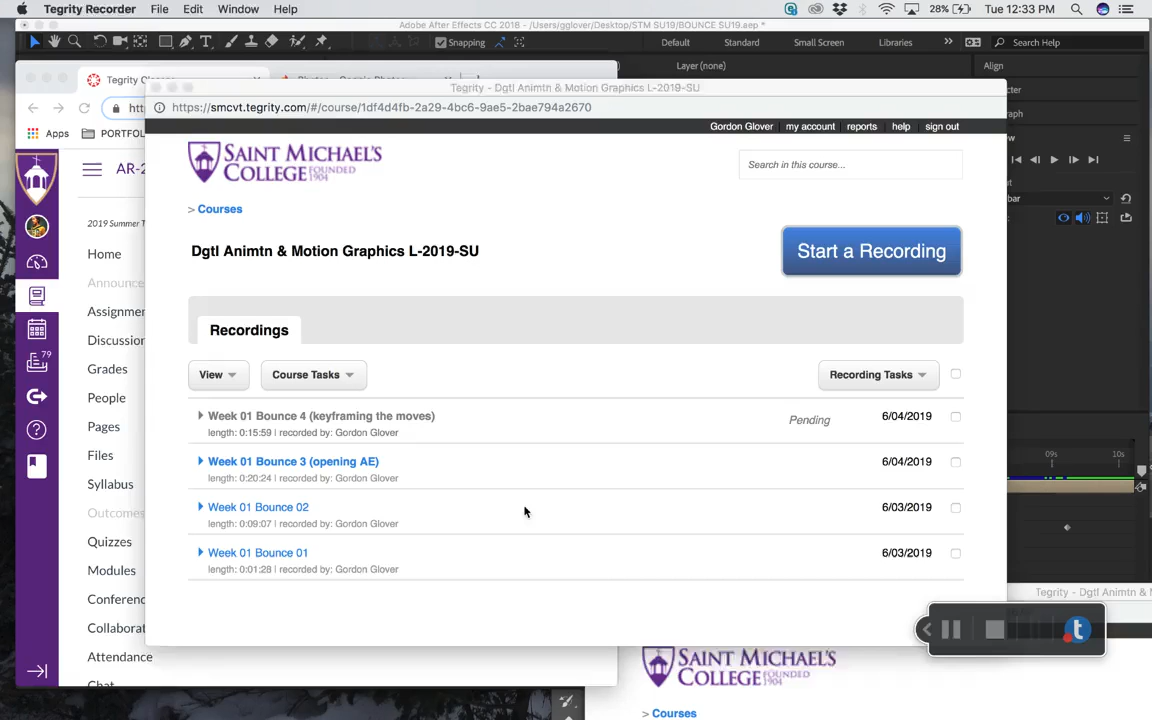 Tegrity Recorder File Edit Window Help 28% Tue 12:33 PM
Adobe After Effects CC 2018 - /Users/gglover/Desktop/STM SU19/BOUNCE SU19.aep *
Snapping Default Standard Small Screen Libraries Search Help
Layer (none) Align
Tegrity
Tegrity - Dgtl Animtn & Motion Graphics L-2019-SU
https://smcvt.tegrity.com/#/course/1df4d4fb-2a29-4bc6-9ae5-2bae794a2670
Gordon Glover my account reports help sign out
Apps PORTFOL
SAINT MICHAEL'S
COLLEGE FOUNDED 1904
Search in this course...
AR-2
> Courses
2019 Summer T
Dgtl Animtn & Motion Graphics L-2019-SU
Start a Recording
Home
Announce
Assignmen
Discussion
Grades
People
Pages
Files
Syllabus
Outcomes
Quizzes
Modules
Conferenc
Collaborat
Attendance
Chat
79
Recordings
View Course Tasks Recording Tasks
Week 01 Bounce 4 (keyframing the moves) Pending 6/04/2019
length: 0:15:59 | recorded by: Gordon Glover
Week 01 Bounce 3 (opening AE) 6/04/2019
length: 0:20:24 | recorded by: Gordon Glover
Week 01 Bounce 02 6/03/2019
length: 0:09:07 | recorded by: Gordon Glover
Week 01 Bounce 01 6/03/2019
length: 0:01:28 | recorded by: Gordon Glover
09s 10s
Tegrity - Dgtl Animtn & M
t
SAINT MICHAEL'S
COLLEGE FOUNDED 1904
> Courses